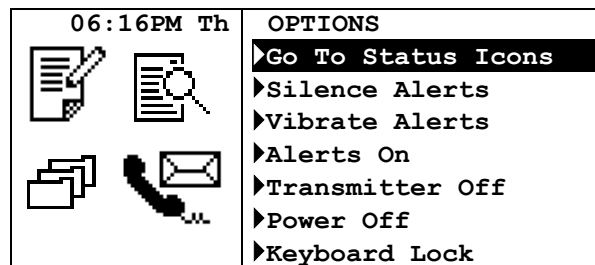 06:16PM Th
OPTIONS
Go To Status Icons
Silence Alerts
Vibrate Alerts
Alerts On
Transmitter Off
Power Off
Keyboard Lock